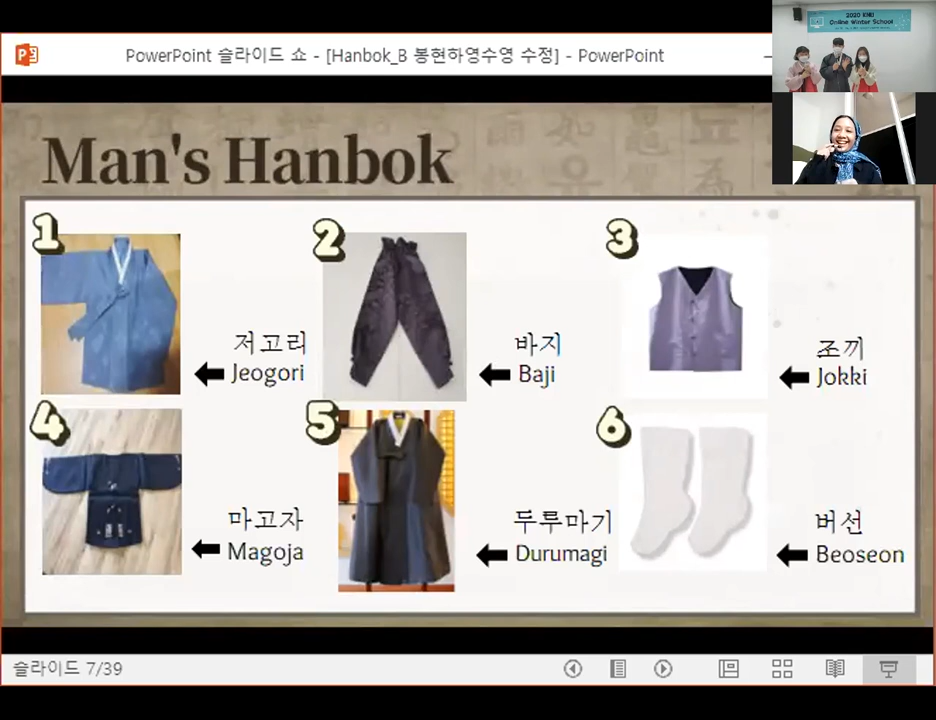 PowerPoint 슬라이드 쇼 - [Hanbok_B 봉현하영수영 수정] - PowerPoint
2020 KNU
Online Winter School
Man's Hanbok
1
저고리
Jeogori
2
바지
Baji
3
조끼
Jokki
4
마고자
Magoja
5
두루마기
Durumagi
6
버선
Beoseon
슬라이드 7/39